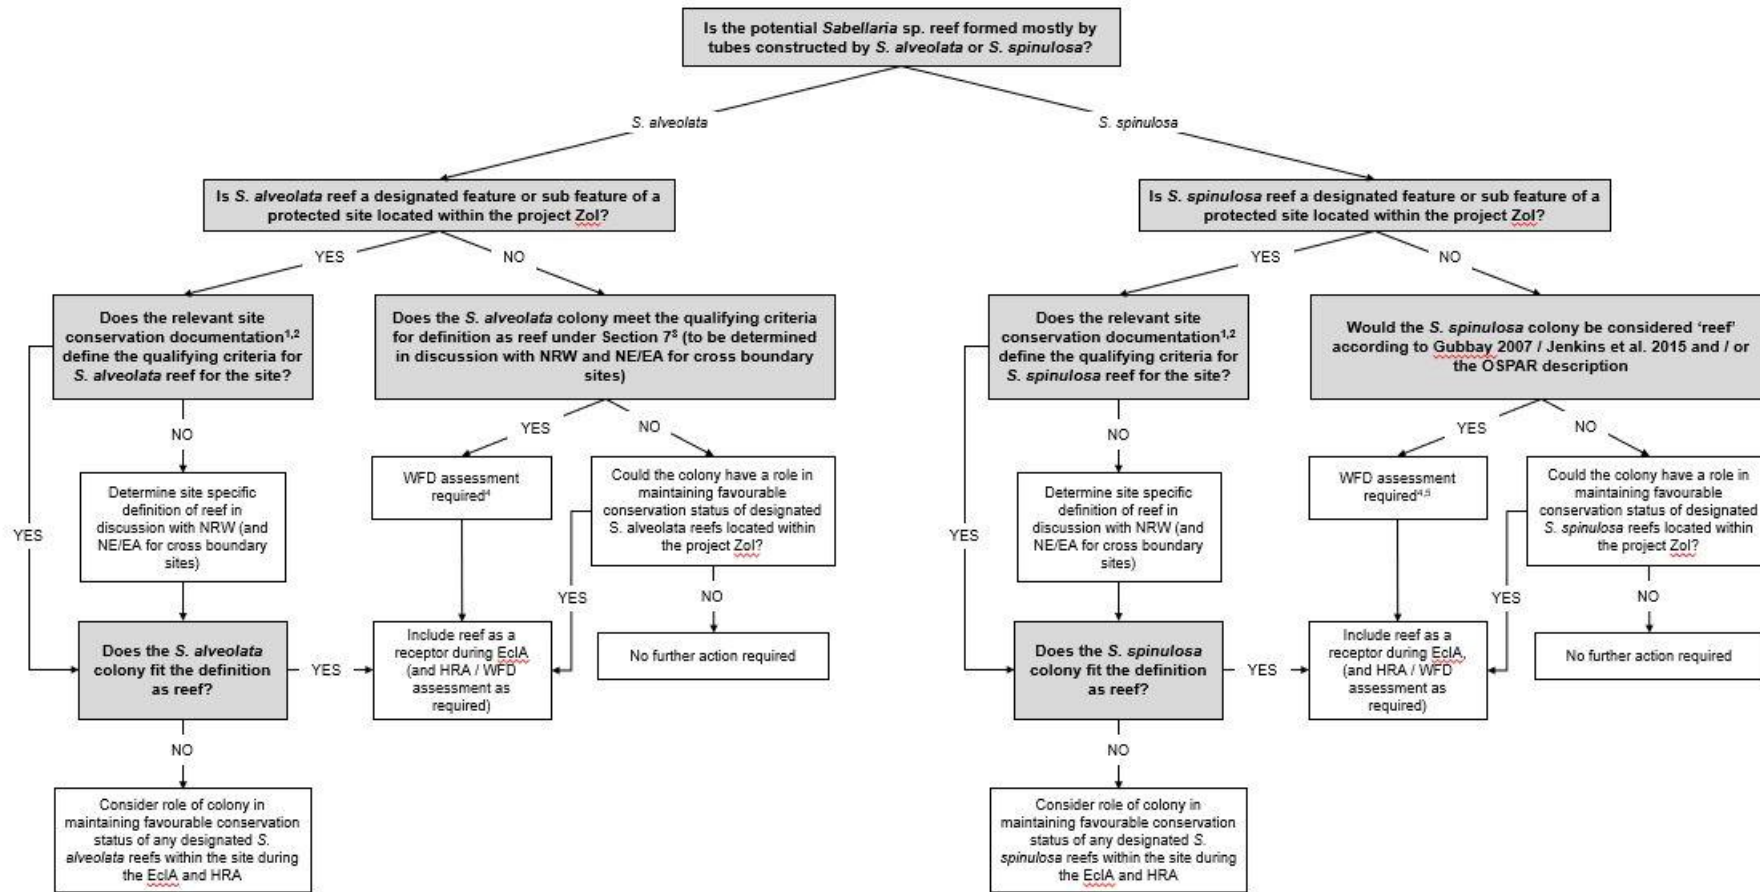 Is the potential Sabellaria sp. reef formed mostly by
tubes constructed by S. alveolata or S. spinulosa?
S. alveolata
S. spinulosa
Is S. alveolata reef a designated feature or sub feature of a
protected site located within the project ZoI?
Is S. spinulosa reef a designated feature or sub feature of a
protected site located within the project ZoI?
YES
NO
YES
NO
Does the relevant site
conservation documentation1,2
define the qualifying criteria for
S. alveolata reef for the site?
Does the S. alveolata colony meet the qualifying criteria
for definition as reef under Section 7³ (to be determined
in discussion with NRW and NE/EA for cross boundary
sites)
Does the relevant site
conservation documentation1,2
define the qualifying criteria for
S. spinulosa reef for the site?
Would the S. spinulosa colony be considered ‘reef’
according to Gubbay 2007 / Jenkins et al. 2015 and / or
the OSPAR description
NO
YES
NO
NO
YES
NO
Determine site specific
definition of reef in
discussion with NRW (and
NE/EA for cross boundary
sites)
WFD assessment
required4
Could the colony have a role in
maintaining favourable
conservation status of designated
S. alveolata reefs located within
the project ZoI?
Determine site specific
definition of reef in
discussion with NRW (and
NE/EA for cross boundary
sites)
WFD assessment
required4,5
Could the colony have a role in
maintaining favourable
conservation status of designated
S. spinulosa reefs located within
the project ZoI?
YES
YES
NO
YES
YES
NO
Does the S. alveolata
colony fit the definition
as reef?
YES
Include reef as a
receptor during EcIA
(and HRA / WFD
assessment as
required)
No further action required
Does the S. spinulosa
colony fit the definition
as reef?
YES
Include reef as a
receptor during EcIA,
(and HRA / WFD
assessment as
required)
No further action required
NO
NO
Consider role of colony in
maintaining favourable conservation
status of any designated S.
alveolata reefs within the site during
the EcIA and HRA
Consider role of colony in
maintaining favourable conservation
status of any designated S.
spinulosa reefs within the site during
the EcIA and HRA